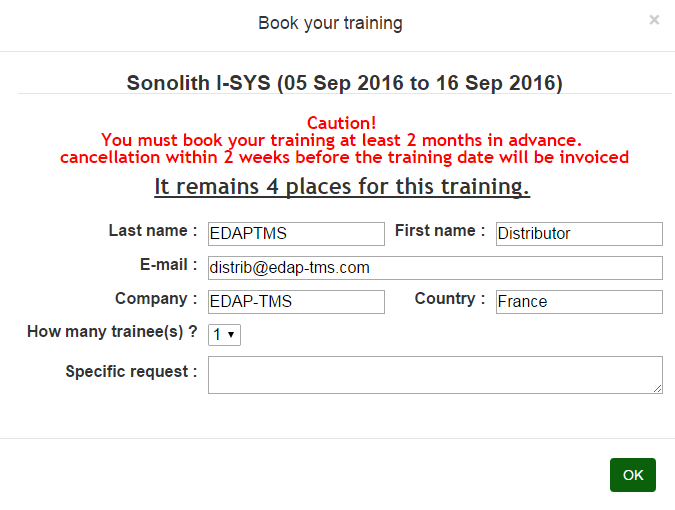 Book your training
×
Sonolith I-SYS (05 Sep 2016 to 16 Sep 2016)
Caution!
You must book your training at least 2 months in advance.
cancellation within 2 weeks before the training date will be invoiced
It remains 4 places for this training.
Last name : EDAPTMS First name : Distributor
E-mail : distrib@edap-tms.com
Company : EDAP-TMS Country : France
How many trainee(s) ? 1
Specific request :
OK